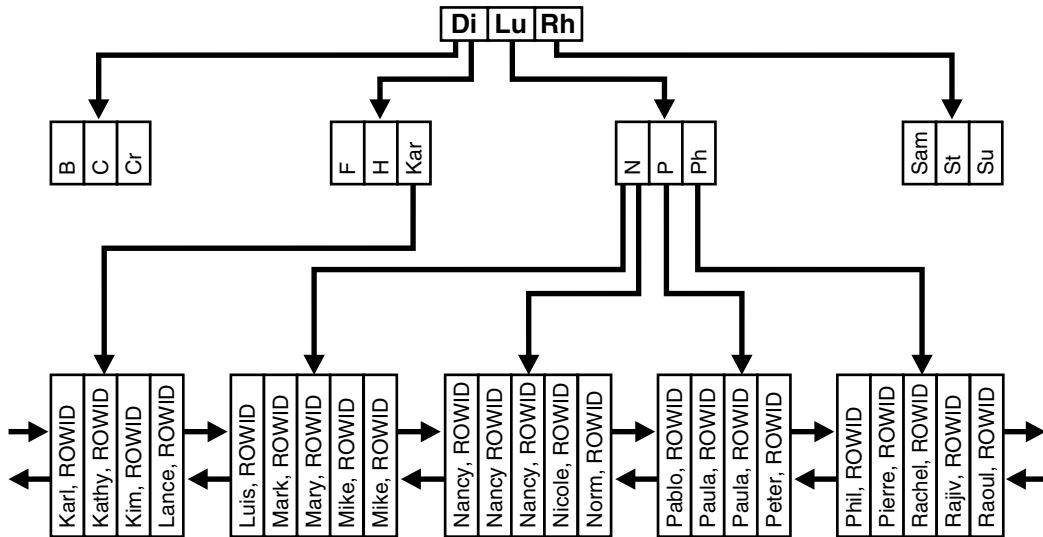 Di Lu Rh
B
C
Cr
F
H
Kar
N
P
Ph
Sam
St
Su
Karl, ROWID
Kathy, ROWID
Kim, ROWID
Lance, ROWID
Luis, ROWID
Mark, ROWID
Mary, ROWID
Mike, ROWID
Mike, ROWID
Nancy, ROWID
Nancy ROWID
Nancy, ROWID
Nicole, ROWID
Norm, ROWID
Pablo, ROWID
Paula, ROWID
Paula, ROWID
Peter, ROWID
Phil, ROWID
Pierre, ROWID
Rachel, ROWID
Rajiv, ROWID
Raoul, ROWID